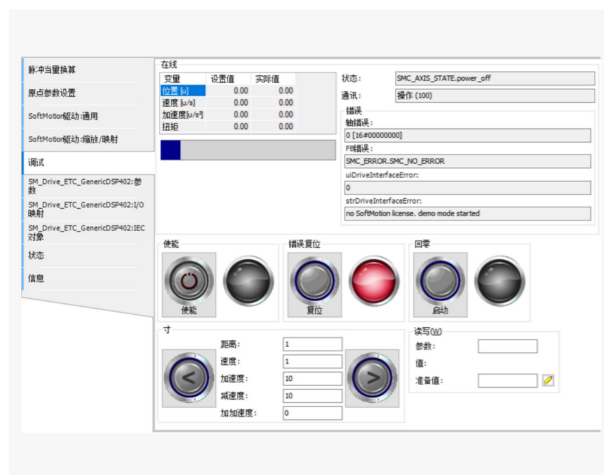 脉冲当量换算
原点参数设置
SoftMotion驱动:通用
SoftMotion驱动:缩放/映射
调试
SM_Drive_ETC_GenericDSP402:参
数
SM_Drive_ETC_GenericDSP402:I/O
映射
SM_Drive_ETC_GenericDSP402:IEC
对象
状态
信息
在线
变量 设置值 实际值
位置 [u] 0.00 0.00
速度 [u/s] 0.00 0.00
加速度[u/s²] 0.00 0.00
扭矩 0.00 0.00
状态: SMC_AXIS_STATE.power_off
通讯: 操作 (100)
错误
轴错误:
0 [16#00000000]
FB错误:
SMC_ERROR.SMC_NO_ERROR
uiDriveInterfaceError:
0
strDriveInterfaceError:
no SoftMotion license. demo mode started
使能
使能
错误复位
复位
回零
启动
寸
<
距离: 1
速度: 1
加速度: 10
减速度: 10
加加速度: 0
>
读写(W)
参数:
值:
准备值: